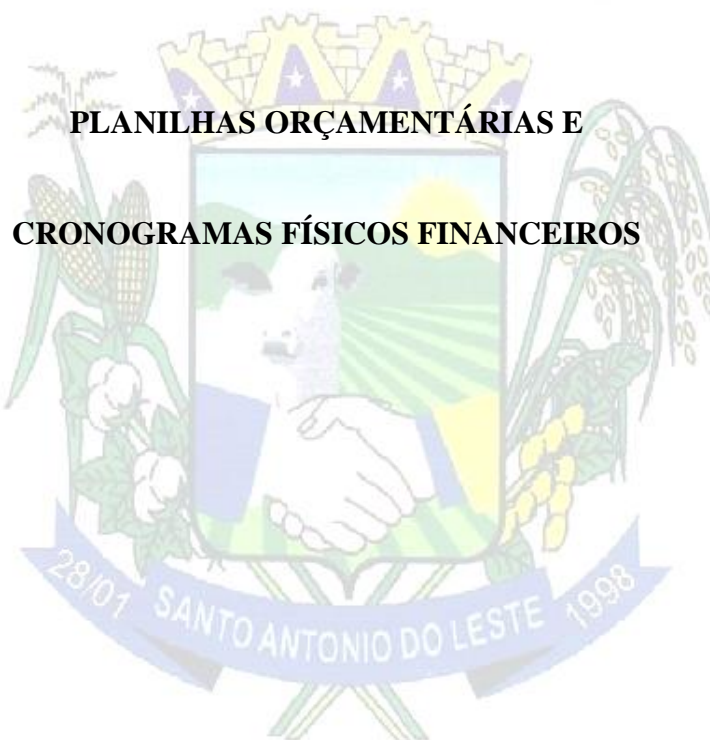 PLANILHAS ORÇAMENTÁRIAS E
CRONOGRAMAS FÍSICOS FINANCEIROS
28/01 SANTO ANTONIO DO LESTE 1998